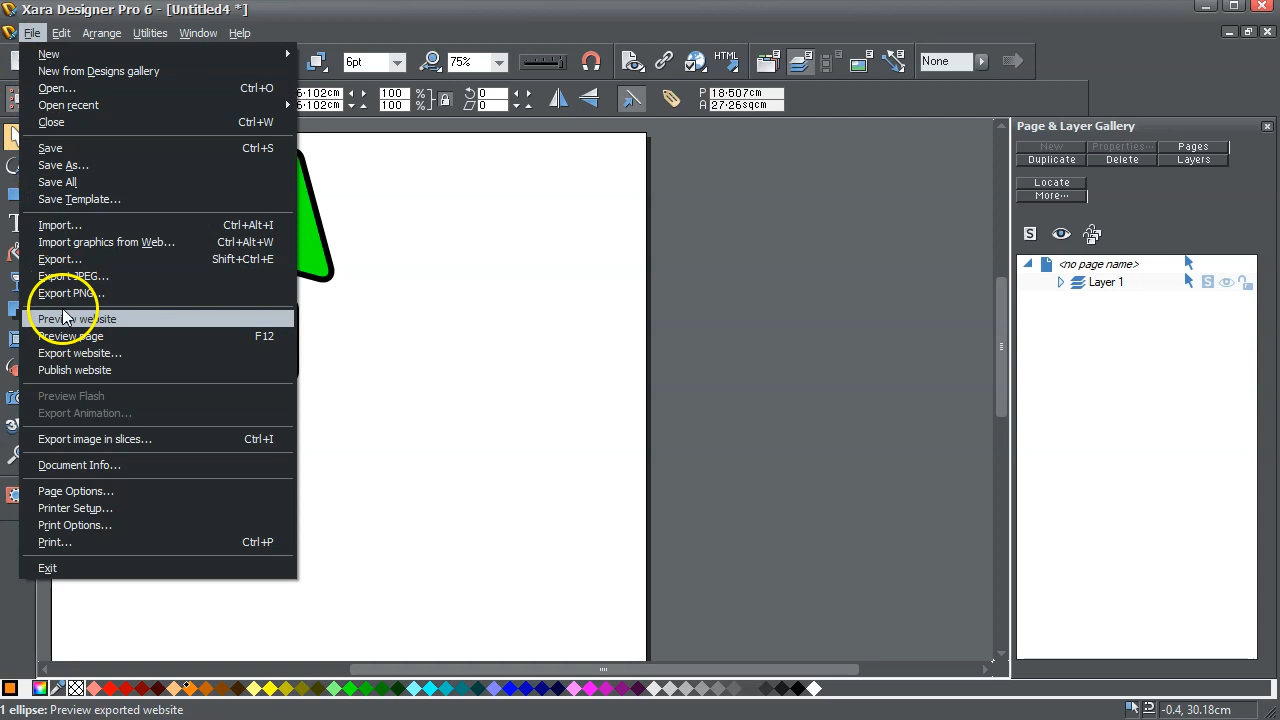 Xara Designer Pro 6 - [Untitled4 *]
File Edit Arrange Utilities Window Help
6pt 75% HTML None
6·102cm 100 % 0 P 18·507cm
6·102cm 100 0 A 27·26sqcm
New
New from Designs gallery
Open... Ctrl+O
Open recent
Close Ctrl+W
Save Ctrl+S
Save As...
Save All
Save Template...
Import... Ctrl+Alt+I
Import graphics from Web... Ctrl+Alt+W
Export... Shift+Ctrl+E
Export JPEG...
Export PNG...
Preview website
Preview page F12
Export website...
Publish website
Preview Flash
Export Animation...
Export image in slices... Ctrl+I
Document Info...
Page Options...
Printer Setup...
Print Options...
Print... Ctrl+P
Exit
Page & Layer Gallery
New Properties... Pages
Duplicate Delete Layers
Locate
More...
S
<no page name>
Layer 1 S
1 ellipse: Preview exported website -0.4, 30.18cm